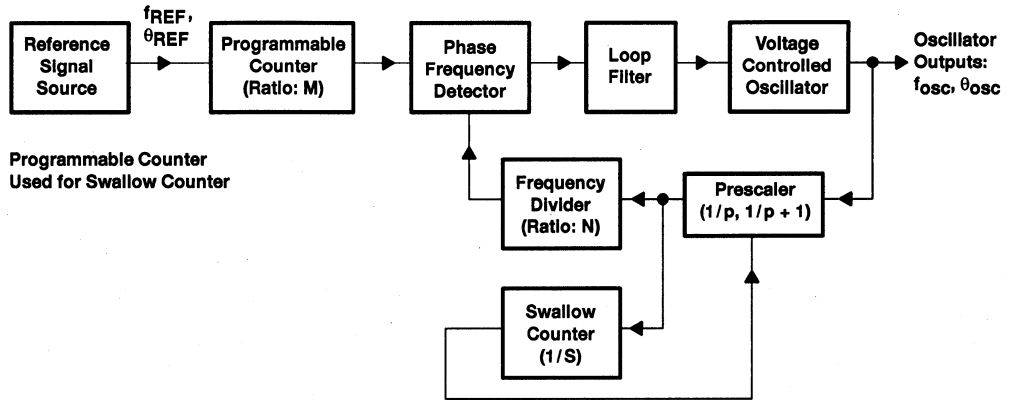 Reference
Signal
Source
fREF,
θREF
Programmable
Counter
(Ratio: M)
Phase
Frequency
Detector
Loop
Filter
Voltage
Controlled
Oscillator
Oscillator
Outputs:
fosc, θosc
Programmable Counter
Used for Swallow Counter
Frequency
Divider
(Ratio: N)
Prescaler
(1/p, 1/p + 1)
Swallow
Counter
(1/S)